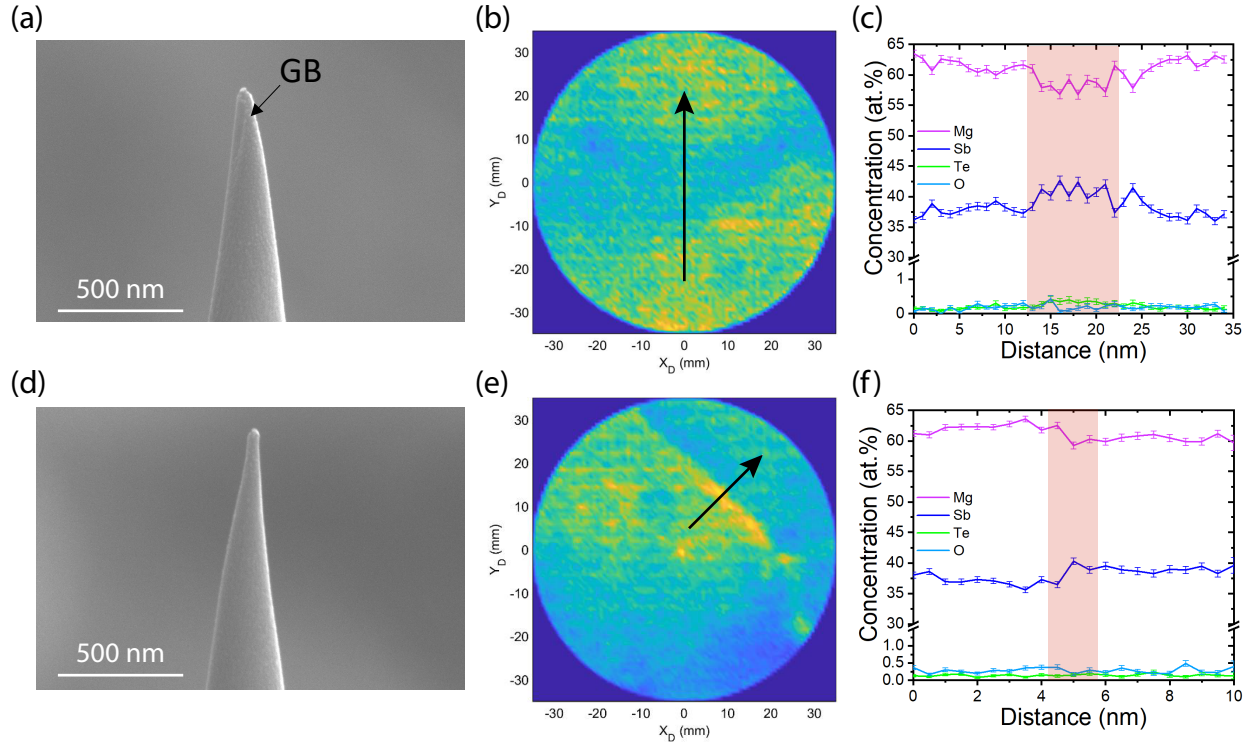 (a)
GB
500 nm
(b)
30
20
10
0
-10
-20
-30
Y_D (mm)
-30 -20 -10 0 10 20 30
X_D (mm)
(c)
65
60
55
50
45
40
35
30
1
0
Concentration (at.%)
Mg
Sb
Te
O
0 5 10 15 20 25 30 35
Distance (nm)
(d)
500 nm
(e)
30
20
10
0
-10
-20
-30
Y_D (mm)
-30 -20 -10 0 10 20 30
X_D (mm)
(f)
65
60
55
50
45
40
35
30
1.0
0.5
0.0
Concentration (at.%)
Mg
Sb
Te
O
0 2 4 6 8 10
Distance (nm)